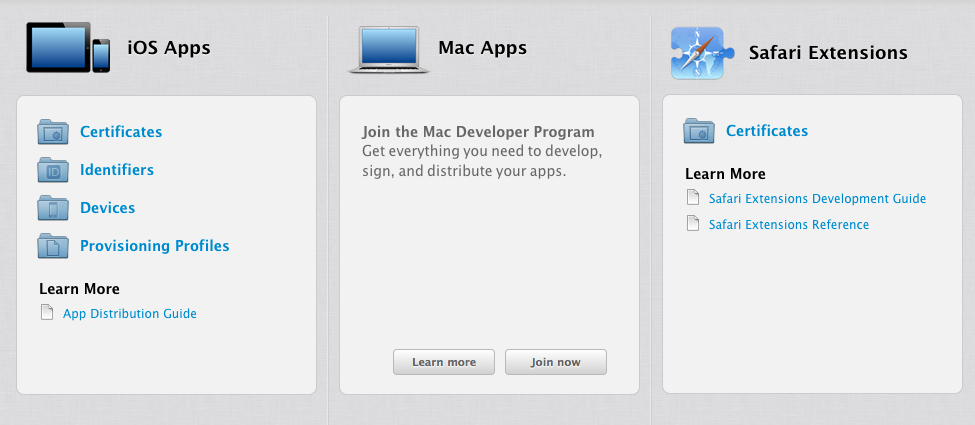 iOS Apps
Certificates
Identifiers
ID
Devices
Provisioning Profiles
Learn More
App Distribution Guide
Mac Apps
Join the Mac Developer Program
Get everything you need to develop,
sign, and distribute your apps.
Learn more
Join now
Safari Extensions
Certificates
Learn More
Safari Extensions Development Guide
Safari Extensions Reference